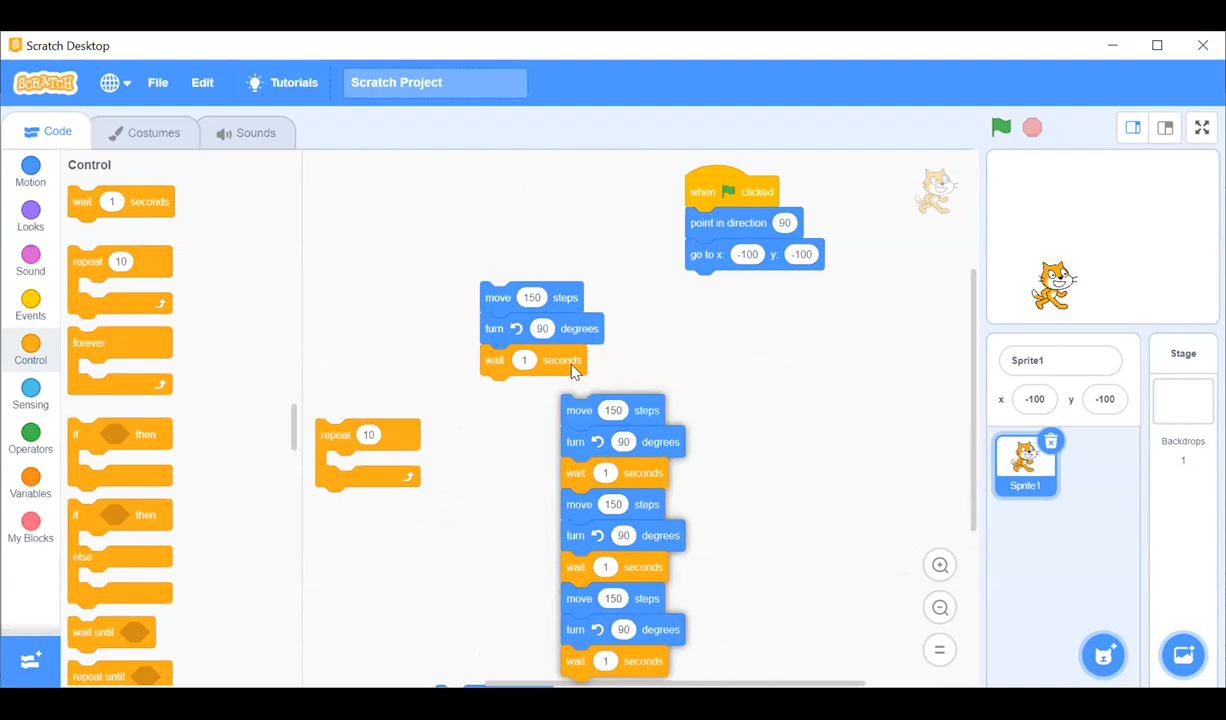 Scratch Desktop
SCRATCH
File
Edit
Tutorials
Scratch Project
Code
Costumes
Sounds
Motion
Looks
Sound
Events
Control
Sensing
Operators
Variables
My Blocks
Control
wait 1 seconds
repeat 10
forever
if then
if then
else
wait until
repeat until
when clicked
point in direction 90
go to x: -100 y: -100
move 150 steps
turn 90 degrees
wait 1 seconds
repeat 10
move 150 steps
turn 90 degrees
wait 1 seconds
move 150 steps
turn 90 degrees
wait 1 seconds
move 150 steps
turn 90 degrees
wait 1 seconds
Sprite1
x -100 y -100
Sprite1
Stage
Backdrops
1